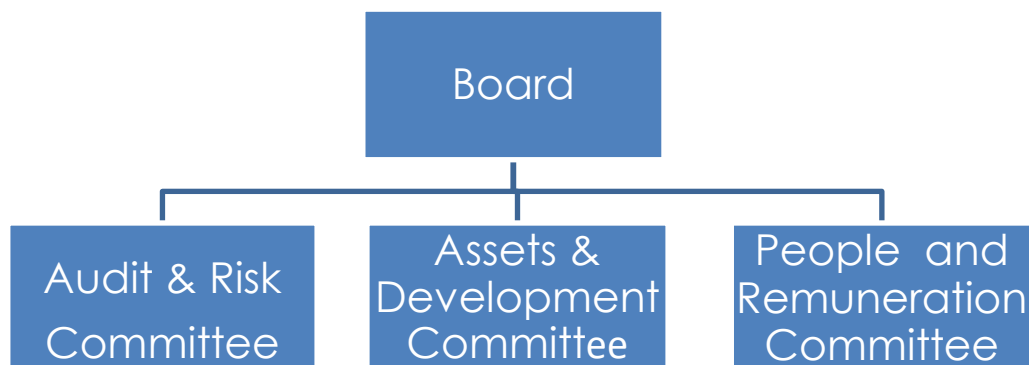 Board
Audit & Risk
Committee
Assets &
Development
Committee
People and
Remuneration
Committee